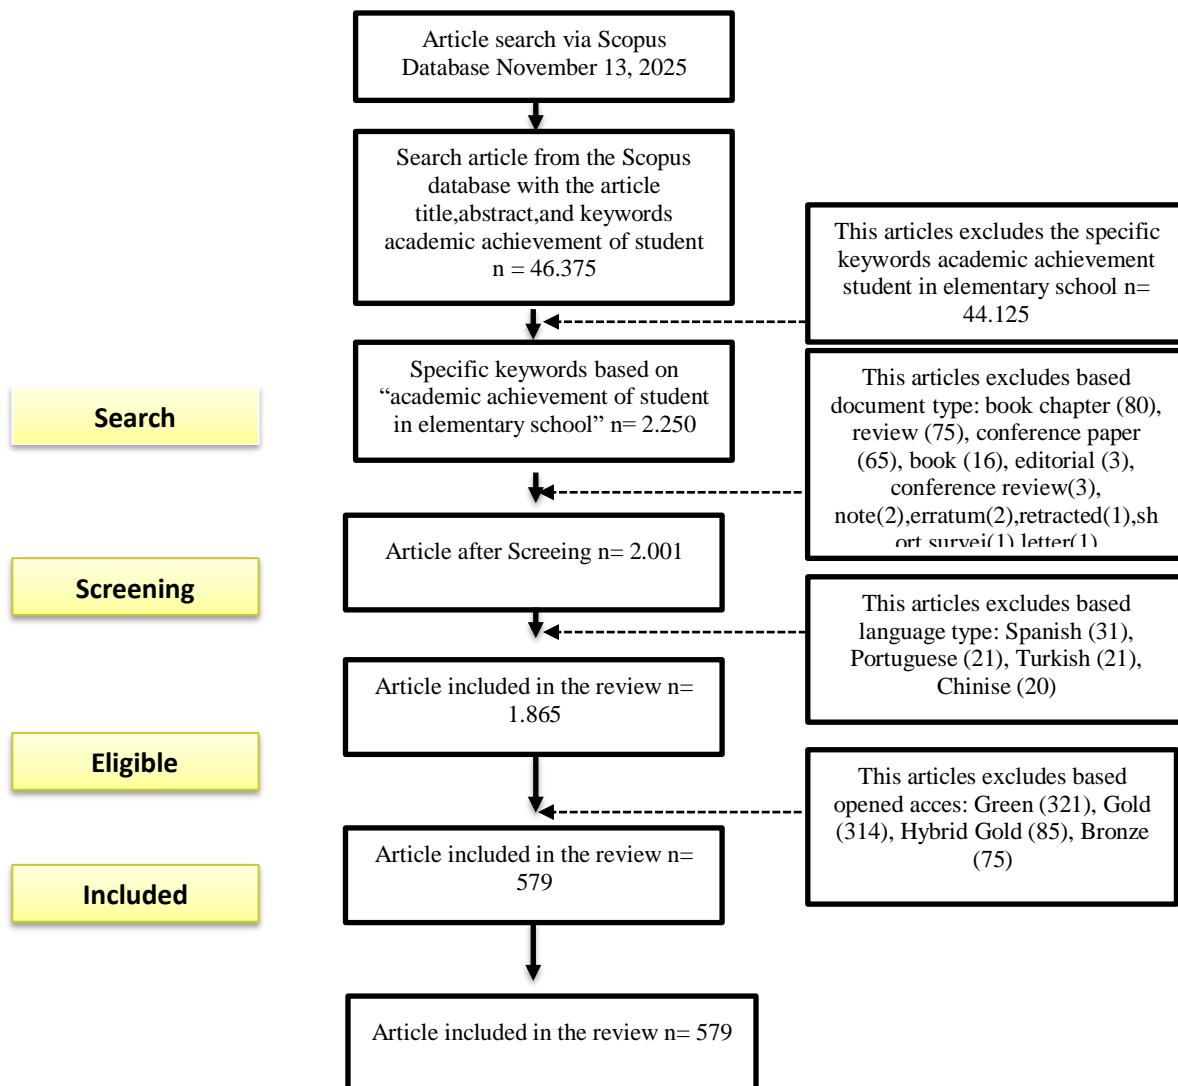 Article search via Scopus
Database November 13, 2025
Search article from the Scopus
database with the article
title,abstract,and keywords
academic achievement of student
n = 46.375
This articles excludes the specific
keywords academic achievement
student in elementary school n=
44.125
Specific keywords based on
“academic achievement of student
in elementary school” n= 2.250
This articles excludes based
document type: book chapter (80),
review (75), conference paper
(65), book (16), editorial (3),
conference review(3),
note(2),erratum(2),retracted(1),sh
ort survei(1) letter(1)
Search
Article after Screeing n= 2.001
Screening
This articles excludes based
language type: Spanish (31),
Portuguese (21), Turkish (21),
Chinise (20)
Article included in the review n=
1.865
Eligible
This articles excludes based
opened acces: Green (321), Gold
(314), Hybrid Gold (85), Bronze
(75)
Article included in the review n=
579
Included
Article included in the review n= 579